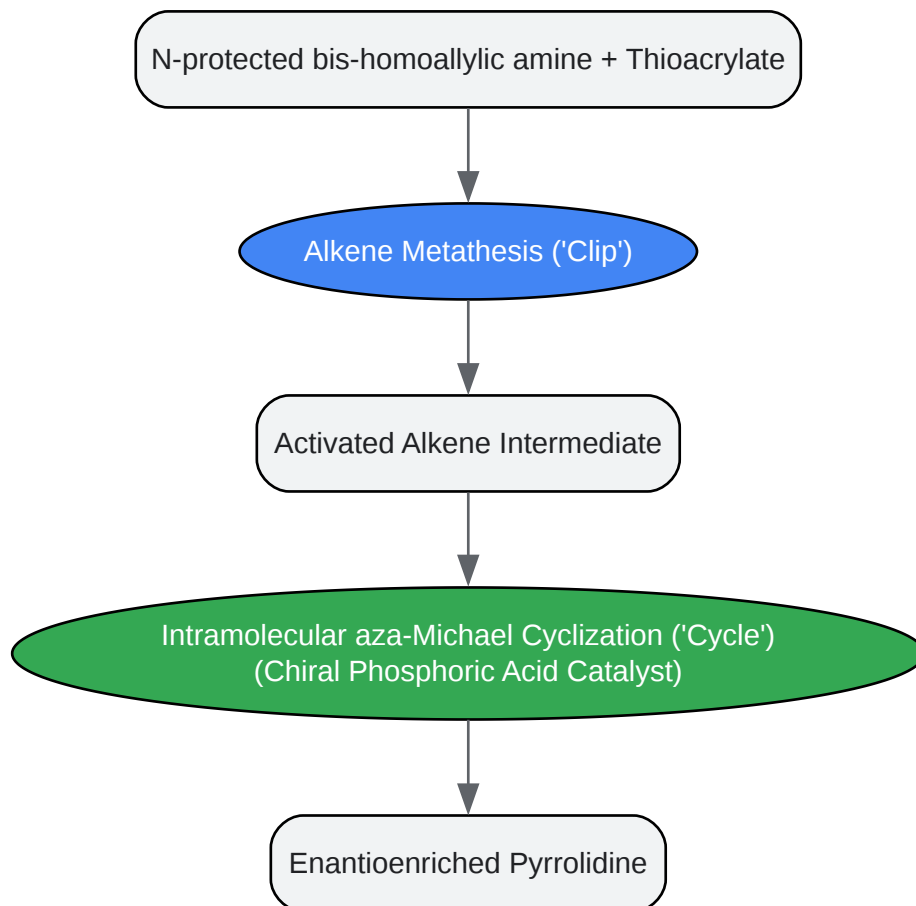 N-protected bis-homoallylic amine + Thioacrylate
Alkene Metathesis ('Clip')
Activated Alkene Intermediate
Intramolecular aza-Michael Cyclization ('Cycle')
(Chiral Phosphoric Acid Catalyst)
Enantioenriched Pyrrolidine